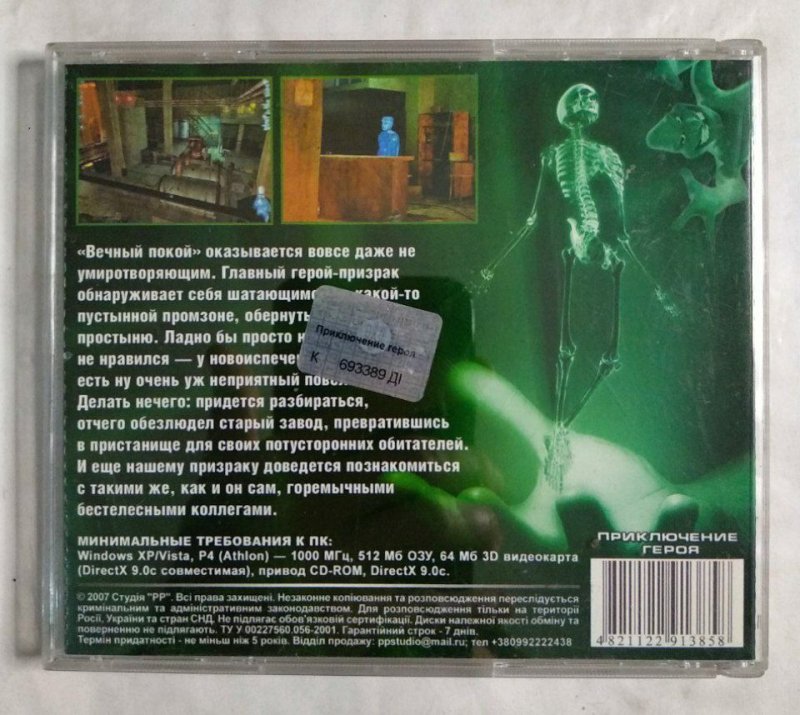 «Вечный покой» оказывается вовсе даже не
умиротворяющим. Главный герой-призрак
обнаруживает себя какой-то
пустынной промзоне,
простыню. Ладно бы просто
не нравился — у
есть ну очень уж неприятный
Делать нечего: придется разбираться,
отчего обезлюдел старый завод, превратившись
в пристанище для своих потусторонних обитателей.
И еще нашему призраку доведется познакомиться
с такими же, как и он сам, горемычными
бестелесными коллегами.
Приключение героя
К 693389 ДІ
МИНИМАЛЬНЫЕ ТРЕБОВАНИЯ К ПК:
Windows XP/Vista, P4 (Athlon) — 1000 МГц, 512 Мб ОЗУ, 64 Мб 3D видеокарта
(DirectX 9.0c совместимая), привод CD-ROM, DirectX 9.0c.
© 2007 Студія "РР". Всі права захищені. Незаконне копіювання та розповсюдження переслідується
кримінальним та адміністративним законодавством. Для розповсюдження тільки на території
Росії, України та стран СНД. Не підлягає обов'язковій сертифікації. Диски належної якості обміну та
поверненню не підлягають. ТУ У 00227560.056-2001. Гарантійний строк - 7 днів.
Термін придатності - не меньш ніж 5 років. Відділ продажу: ppstudio@mail.ru; тел +380992222438
ПРИКЛЮЧЕНИЕ
ГЕРОЯ
4 821122 913858